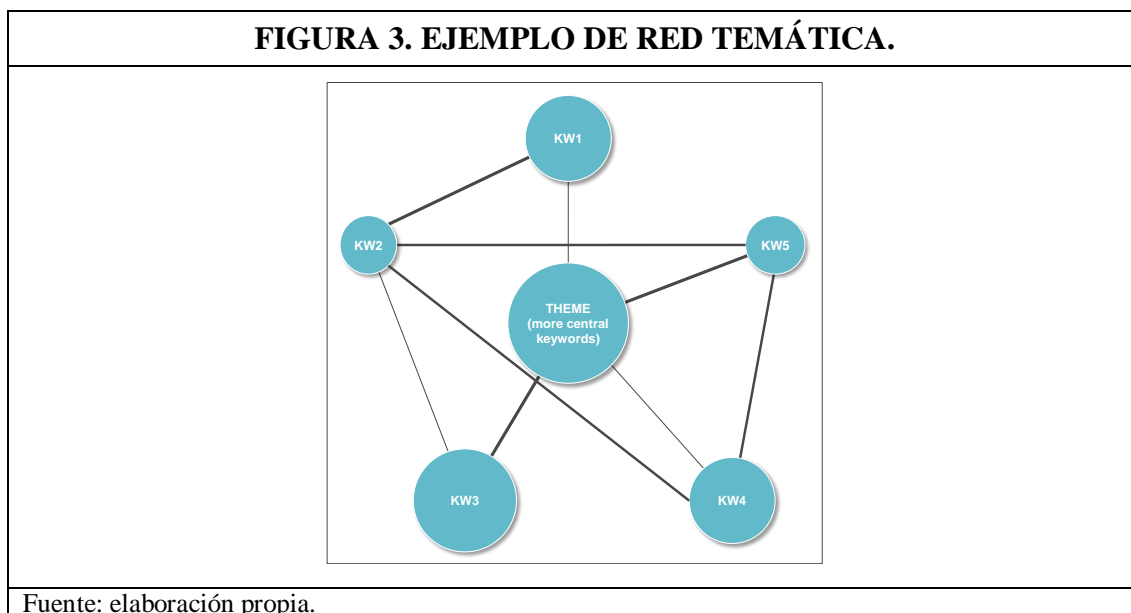 FIGURA 3. EJEMPLO DE RED TEMÁTICA.
KW1
KW2
KW5
THEME
(more central
keywords)
KW3
KW4
Fuente: elaboración propia.